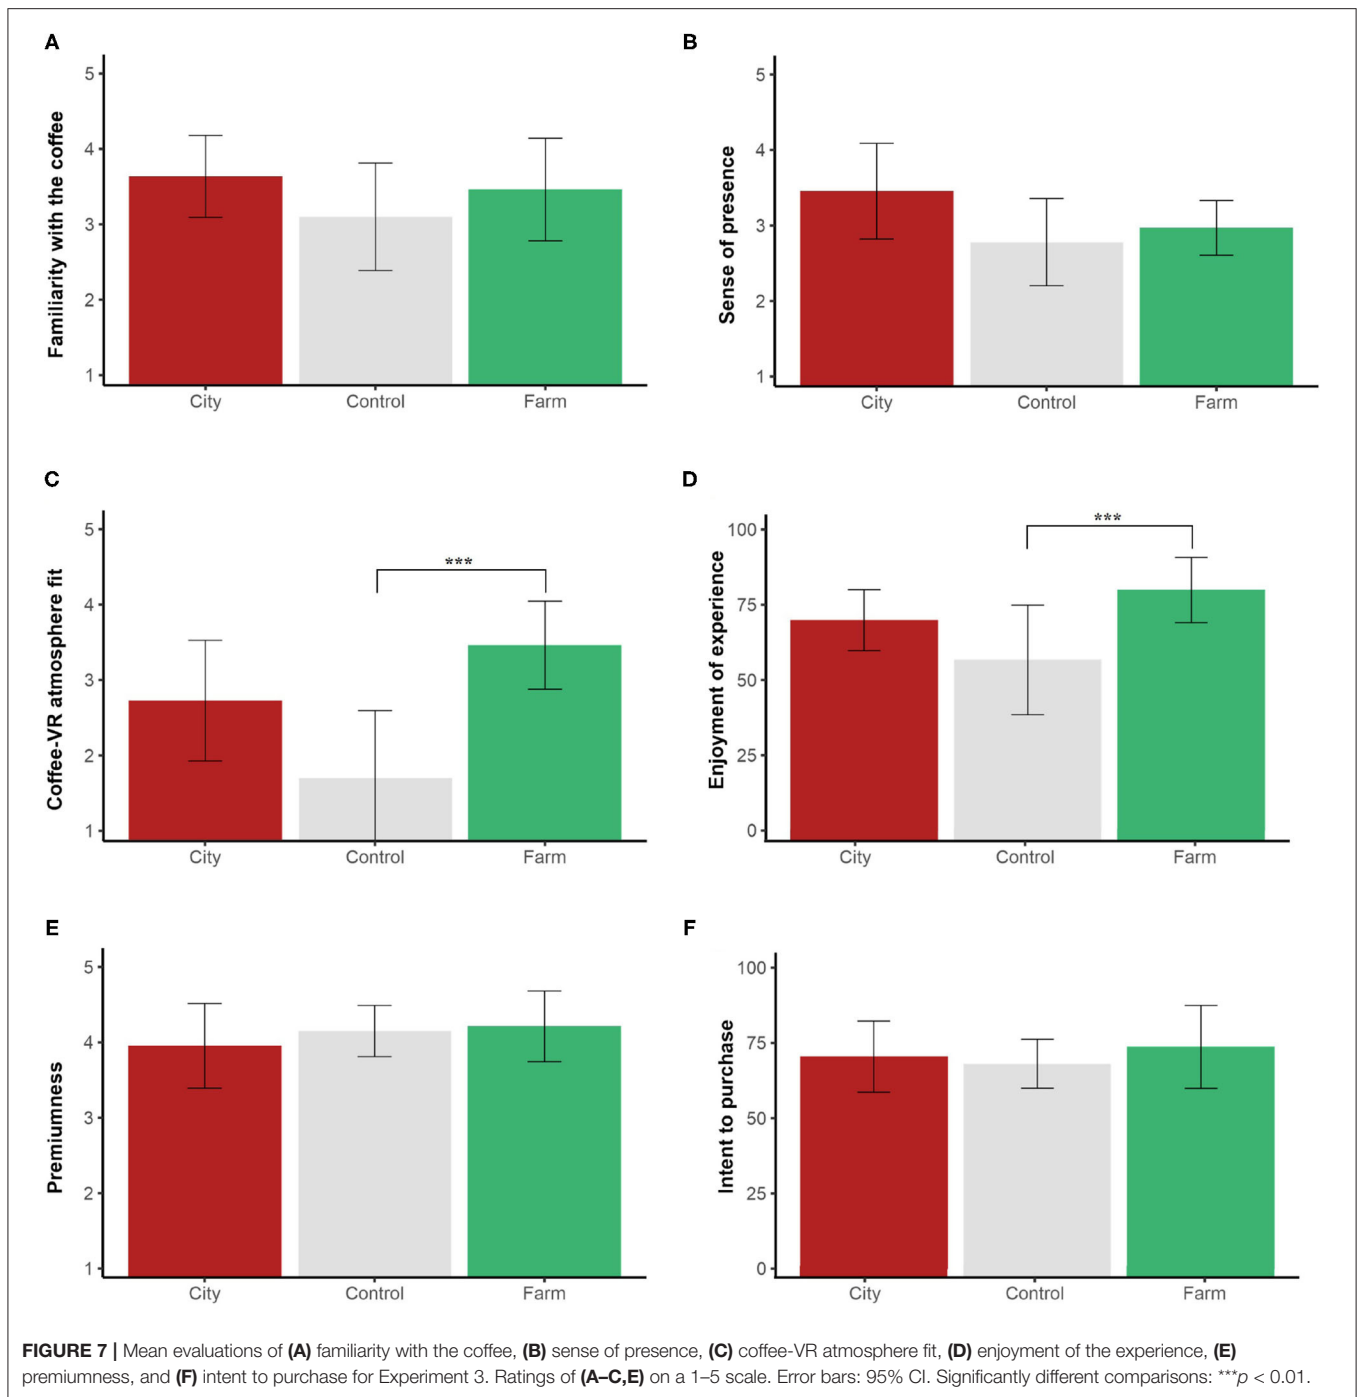 A
Familiarity with the coffee
5
4
3
2
1
City Control Farm
B
Sense of presence
5
4
3
2
1
City Control Farm
C
Coffee-VR atmosphere fit
5
4
3
2
1
***
City Control Farm
D
Enjoyment of experience
100
75
50
25
0
***
City Control Farm
E
Premiumness
5
4
3
2
1
City Control Farm
F
Intent to purchase
100
75
50
25
0
City Control Farm
FIGURE 7 | Mean evaluations of (A) familiarity with the coffee, (B) sense of presence, (C) coffee-VR atmosphere fit, (D) enjoyment of the experience, (E)
premiumness, and (F) intent to purchase for Experiment 3. Ratings of (A–C,E) on a 1–5 scale. Error bars: 95% CI. Significantly different comparisons: ***p < 0.01.